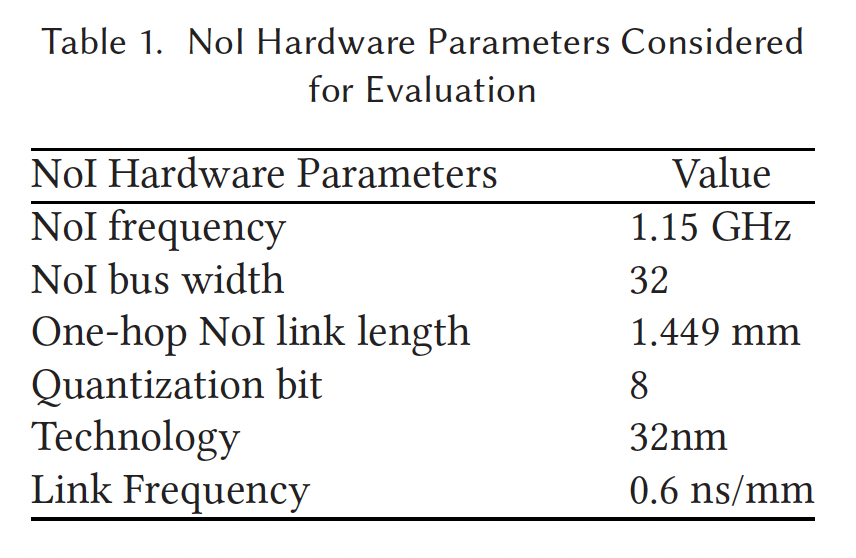 Table 1. NoI Hardware Parameters Considered
for Evaluation
NoI Hardware Parameters Value
NoI frequency 1.15 GHz
NoI bus width 32
One-hop NoI link length 1.449 mm
Quantization bit 8
Technology 32nm
Link Frequency 0.6 ns/mm